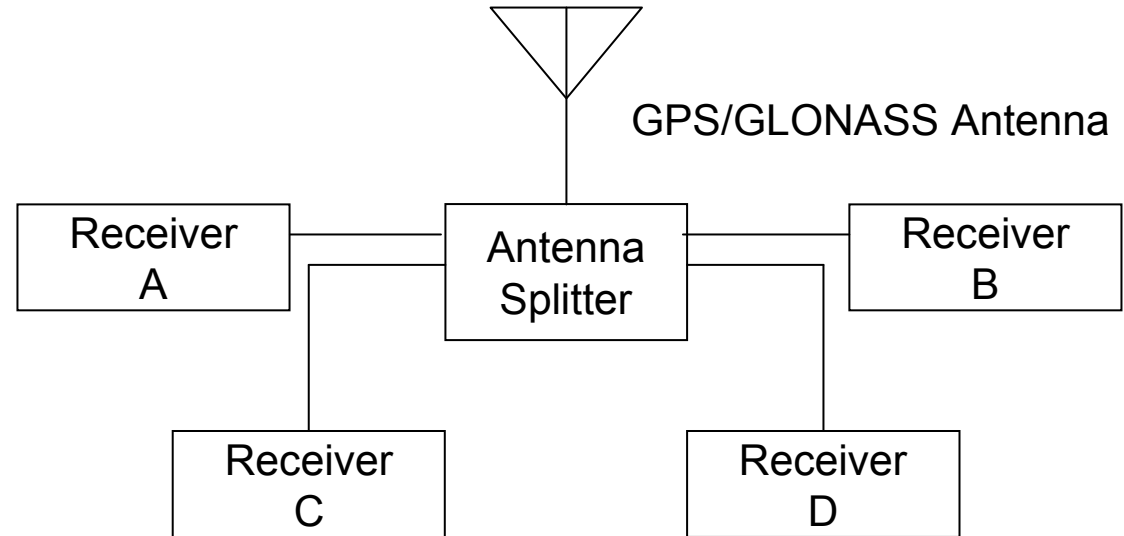 GPS/GLONASS Antenna
Receiver
A
Antenna
Splitter
Receiver
B
Receiver
C
Receiver
D